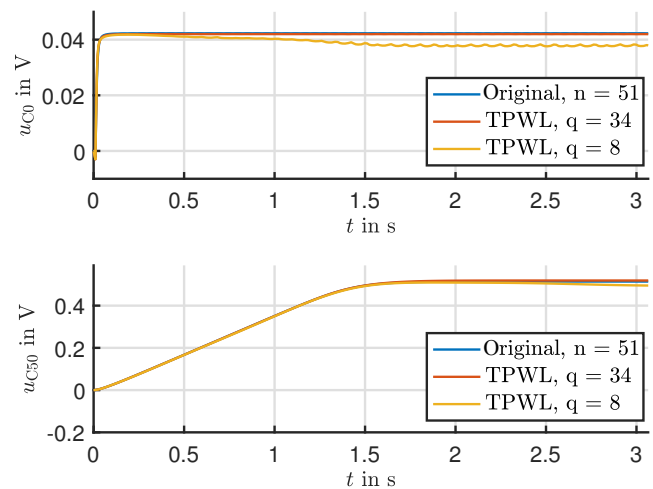 0.04
0.02
0
u_C0 in V
Original, n = 51
TPWL, q = 34
TPWL, q = 8
0 0.5 1 1.5 2 2.5 3
t in s
0.4
0.2
0
-0.2
u_C50 in V
Original, n = 51
TPWL, q = 34
TPWL, q = 8
0 0.5 1 1.5 2 2.5 3
t in s